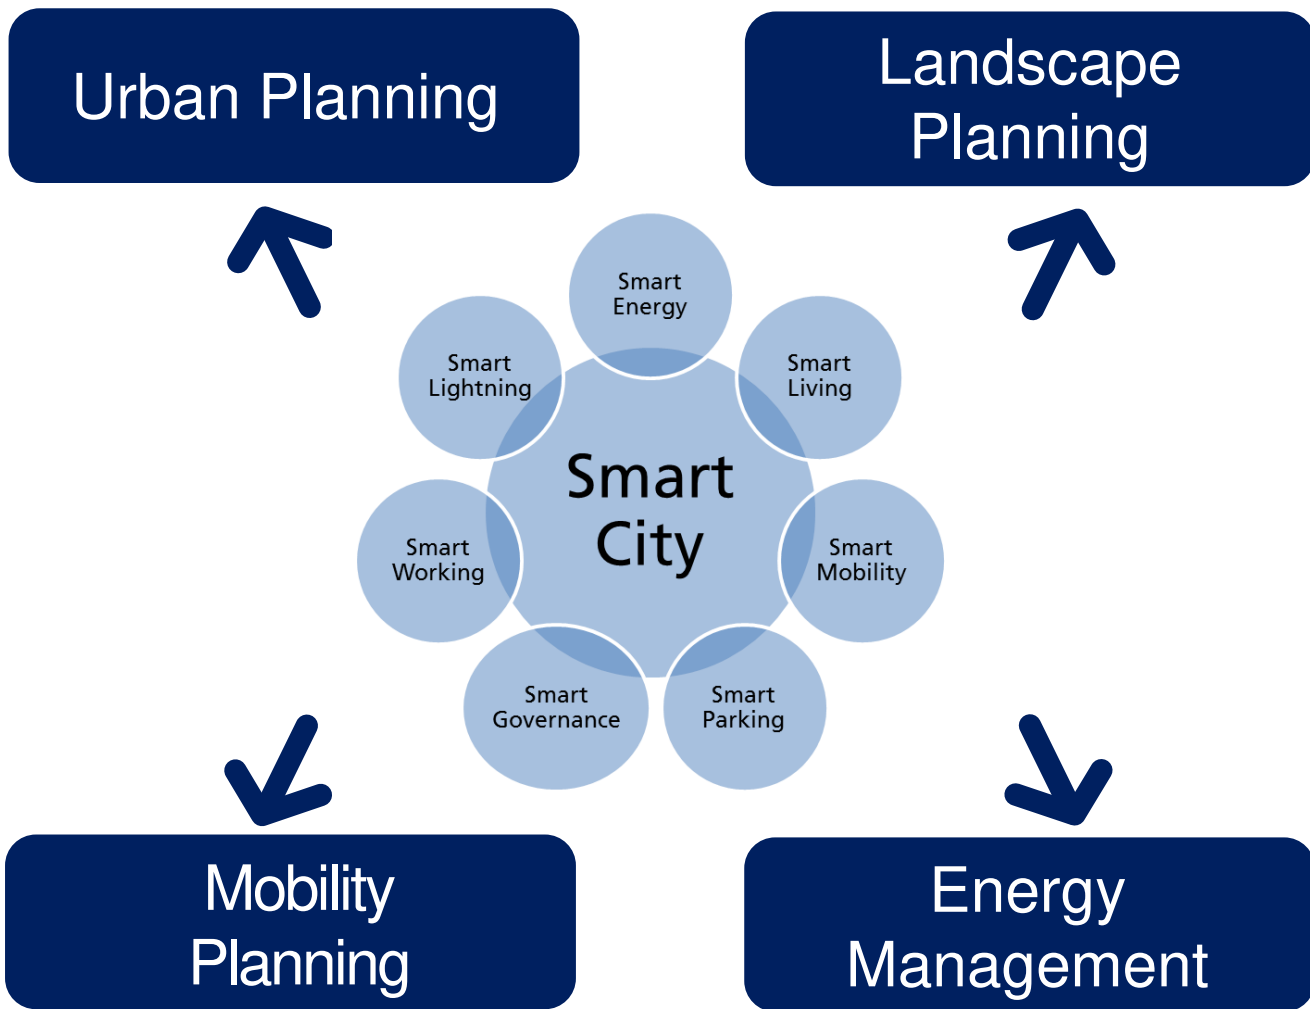 Urban Planning
Landscape
Planning
Smart
Energy
Smart
Lightning
Smart
Living
Smart
City
Smart
Working
Smart
Mobility
Smart
Governance
Smart
Parking
Mobility
Planning
Energy
Management